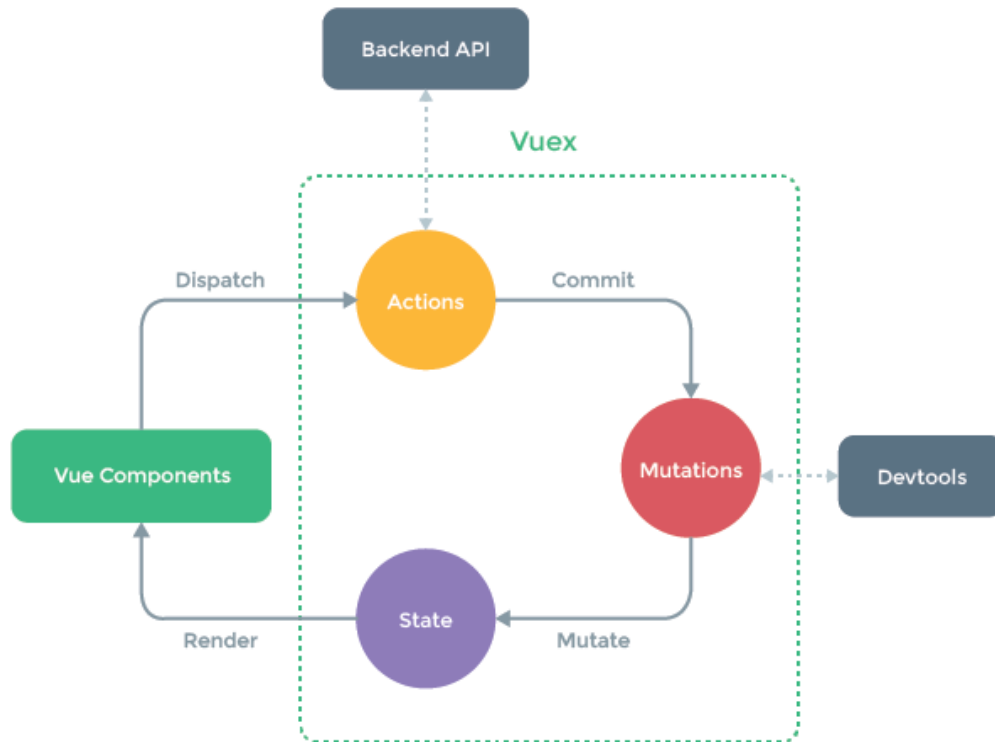 Backend API
Vuex
Dispatch
Commit
Actions
Vue Components
Mutations
Devtools
State
Render
Mutate